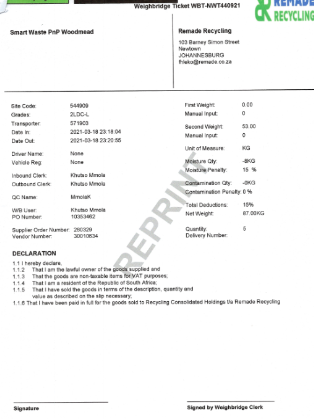 Weighbridge Ticket WBT-NWT440921
REMADE
RECYCLING
Smart Waste PnP Woodmead
Remade Recycling
103 Barney Simon Street
Newtown
JOHANNESBURG
fhleko@remade.co.za
Site Code: 544909
Grades: 2LDC-L
Transporter: 571903
Date In: 2021-03-18 23:18:04
Date Out: 2021-03-18 23:20:55
Driver Name: None
Vehicle Reg: None
Inbound Clerk: Khutso Mmola
Outbound Clerk: Khutso Mmola
QC Name: MmolaK
W/B User: Khutso Mmola
PO Number: 10353462
Supplier Order Number: 280329
Vendor Number: 30010634
First Weight: 0.00
Manual Input: 0
Second Weight: 53.00
Manual Input: 0
Unit of Measure: KG
Moisture Qty: -8KG
Moisture Penalty: 15 %
Contamination Qty: -8KG
Contamination Penalty: 0 %
Total Deductions: 15%
Net Weight: 67.00KG
Quantity: 5
Delivery Number:
REPRINT
DECLARATION
1.1 I hereby declare,
1.1.2 That I am the lawful owner of the goods supplied and
1.1.3 That the goods are non-taxable items for VAT purposes;
1.1.4 That I am a resident of the Republic of South Africa;
1.1.5 That I have sold the goods in terms of the description, quantity and
value as described on the slip necessary;
1.1.6 That I have been paid in full for the goods sold to Recycling Consolidated Holdings t/a Remade Recycling
Signature
Signed by Weighbridge Clerk